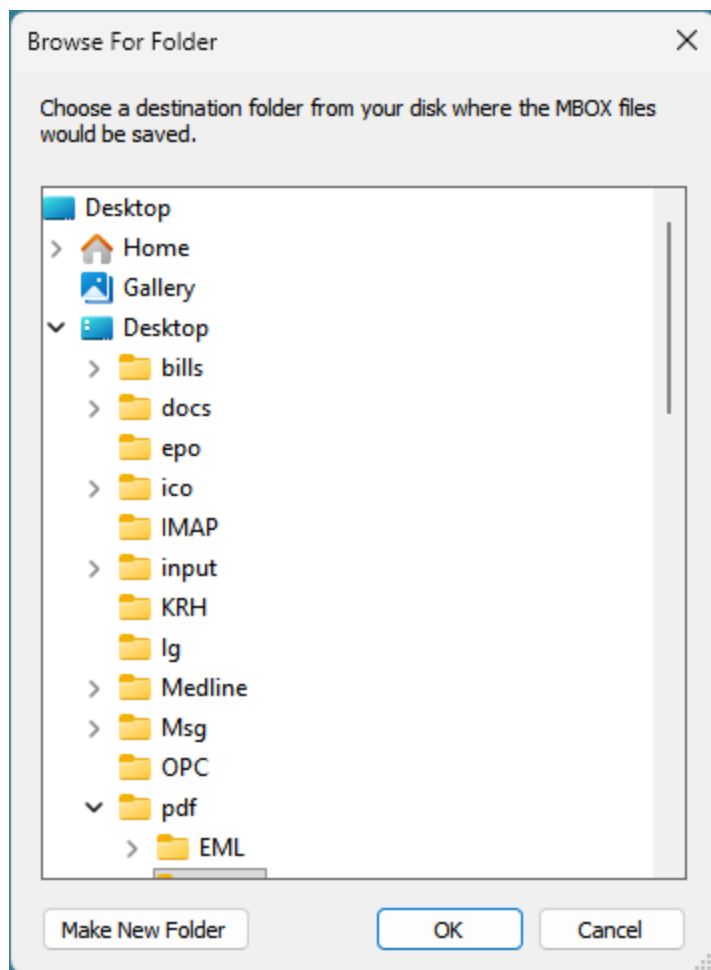 Browse For Folder
Choose a destination folder from your disk where the MBOX files
would be saved.
Desktop
Home
Gallery
Desktop
bills
docs
epo
ico
IMAP
input
KRH
lg
Medline
Msg
OPC
pdf
EML
Make New Folder
OK
Cancel